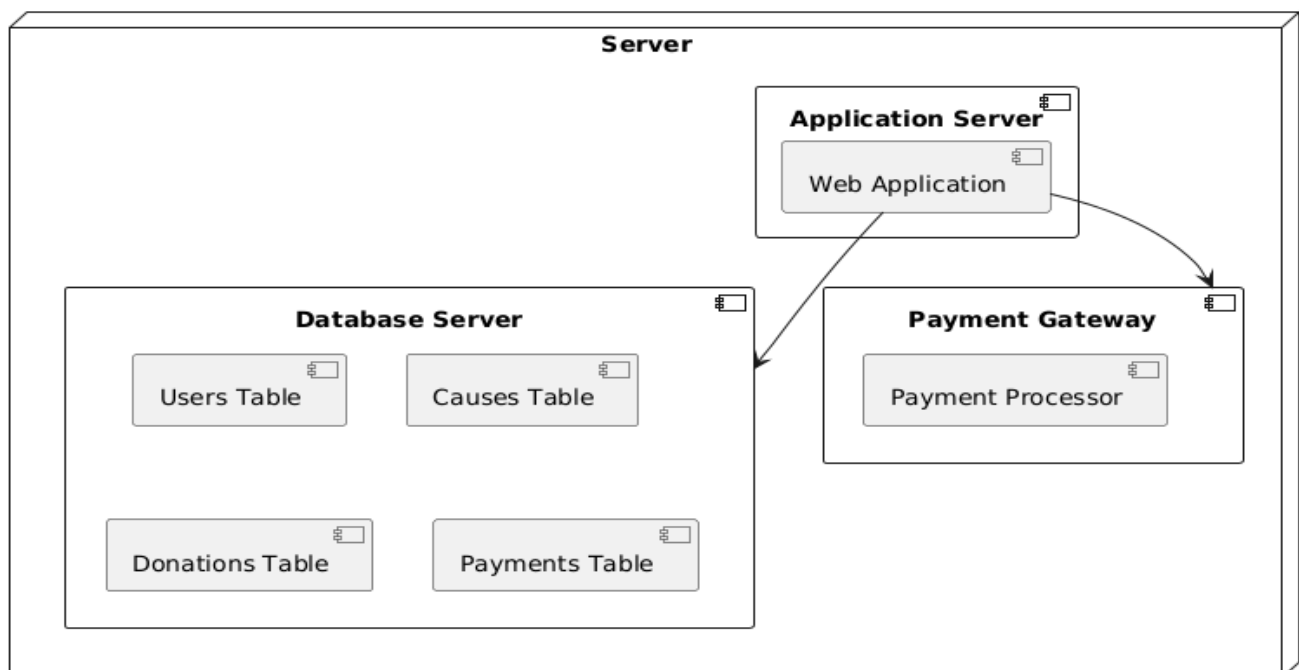 Server
Application Server
Web Application
Database Server
Payment Gateway
Users Table
Causes Table
Payment Processor
Donations Table
Payments Table